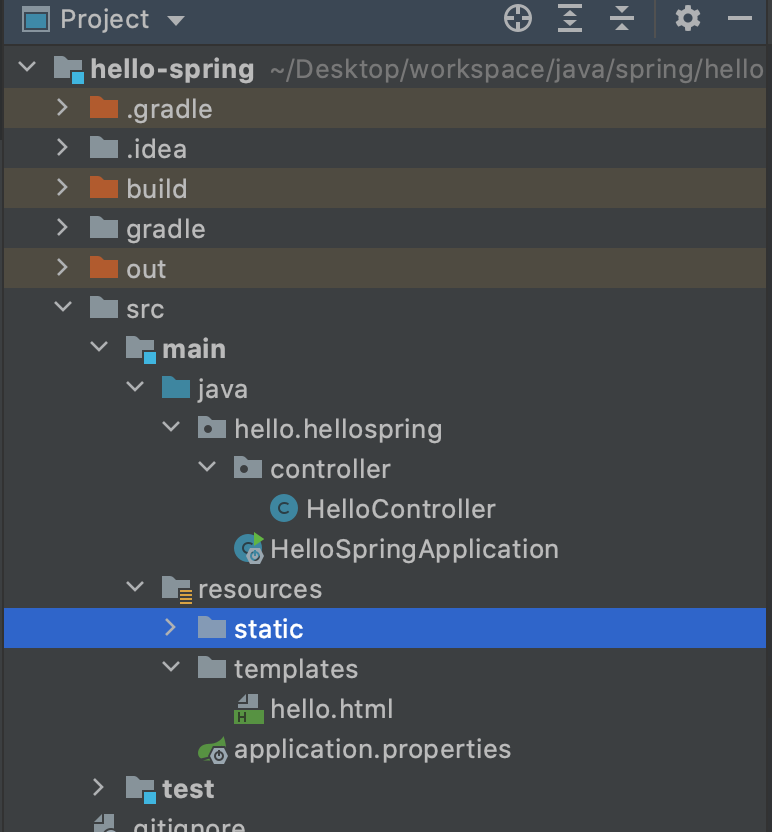 Project
hello-spring ~/Desktop/workspace/java/spring/hello
.gradle
.idea
build
gradle
out
src
main
java
hello.hellospring
controller
HelloController
HelloSpringApplication
resources
static
templates
hello.html
application.properties
test
.gitignore